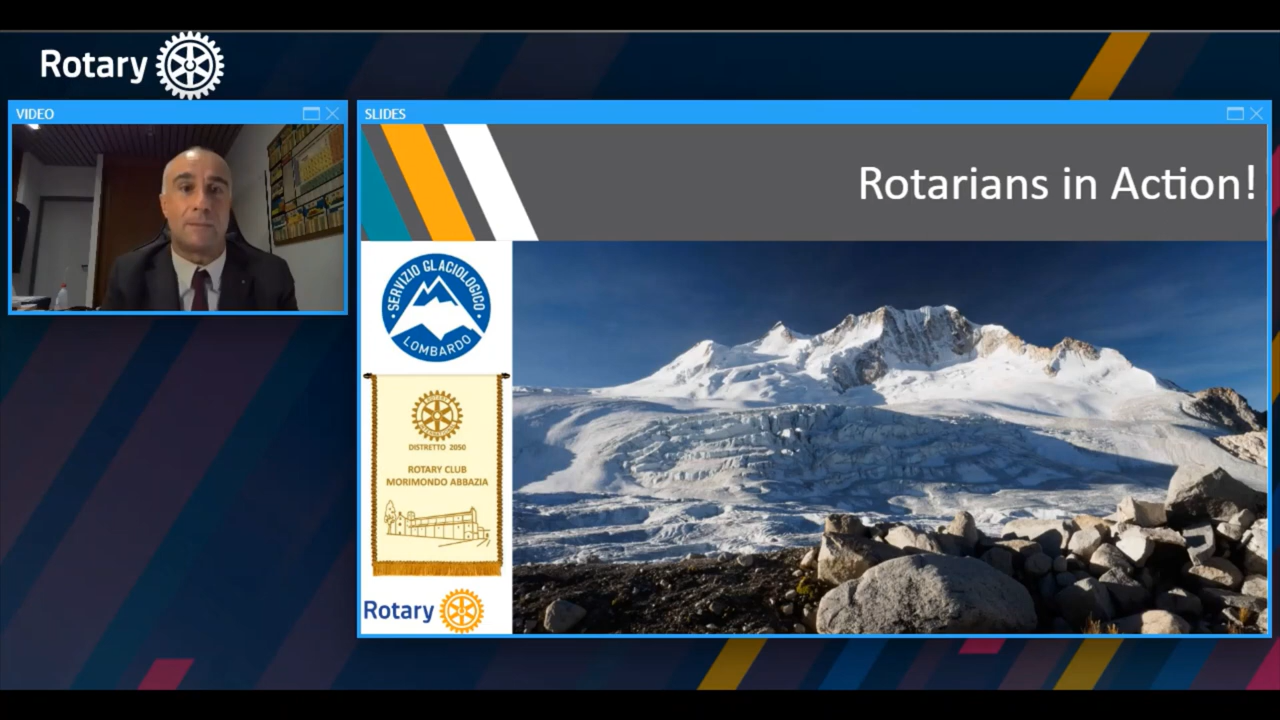 Rotary
VIDEO
SLIDES
Rotarians in Action!
• SERVIZIO GLACIOLOGICO •
LOMBARDO
DISTRETTO 2050
ROTARY CLUB
MORIMONDO ABBAZIA
Rotary